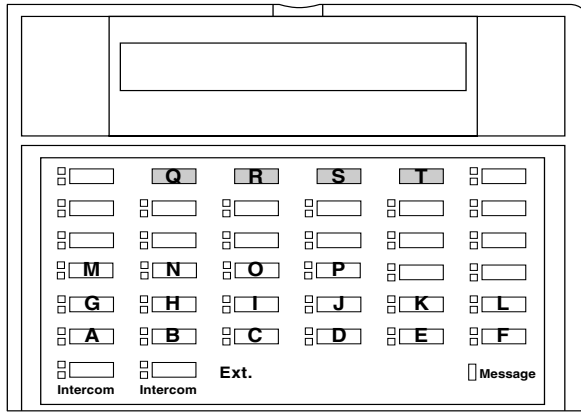 Q R S T
M N O P
G H I J K L
A B C D E F
Ext. Message
Intercom Intercom